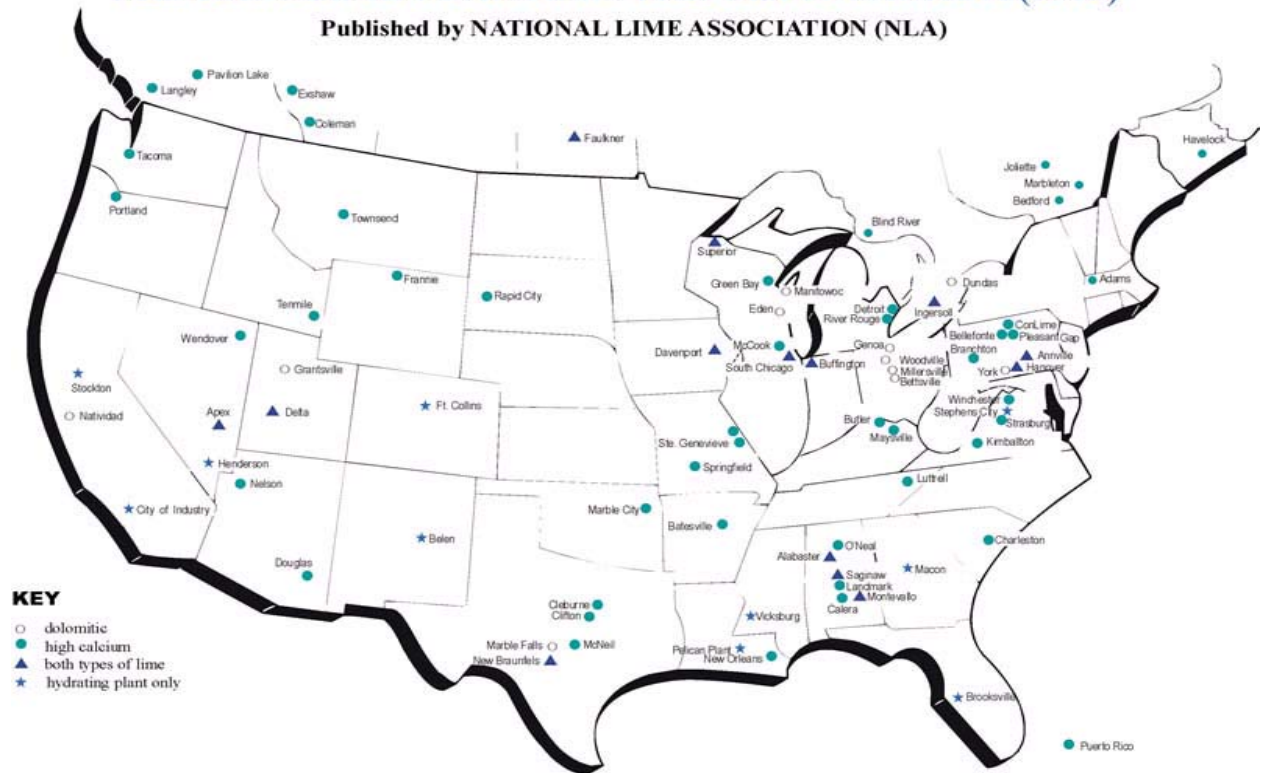 Published by NATIONAL LIME ASSOCIATION (NLA)
Pavilion Lake
Langley
Exshaw
Coleman
Faulkner
Havelock
Tacoma
Joliette
Marbleton
Bedford
Portland
Townsend
Blind River
Superior
Frannie
Green Bay
Manitowoc
Dundas
Adams
Rapid City
Tenmile
Eden
Detroit
River Rouge
Ingersoll
ConLime
Bellefonte
Pleasant Gap
Wendover
Davenport
McCook
South Chicago
Buffington
Genoa
Branchton
Annville
Woodville
Millersville
Bettsville
York
Hanover
Stockton
Grantsville
Natividad
Apex
Delta
Ft. Collins
Winchester
Stephens City
Strasburg
Butler
Maysville
Ste. Genevieve
Kimballton
Henderson
Springfield
Nelson
Luttrell
City of Industry
Marble City
Batesville
Belen
O'Neal
Charleston
Alabaster
Douglas
Saginaw
Macon
Landmark
Montevallo
Calera
Cleburne
Clifton
Vicksburg
Marble Falls
McNeil
New Braunfels
Pelican Plant
New Orleans
Brooksville
Puerto Rico
KEY
dolomitic
high calcium
both types of lime
hydrating plant only